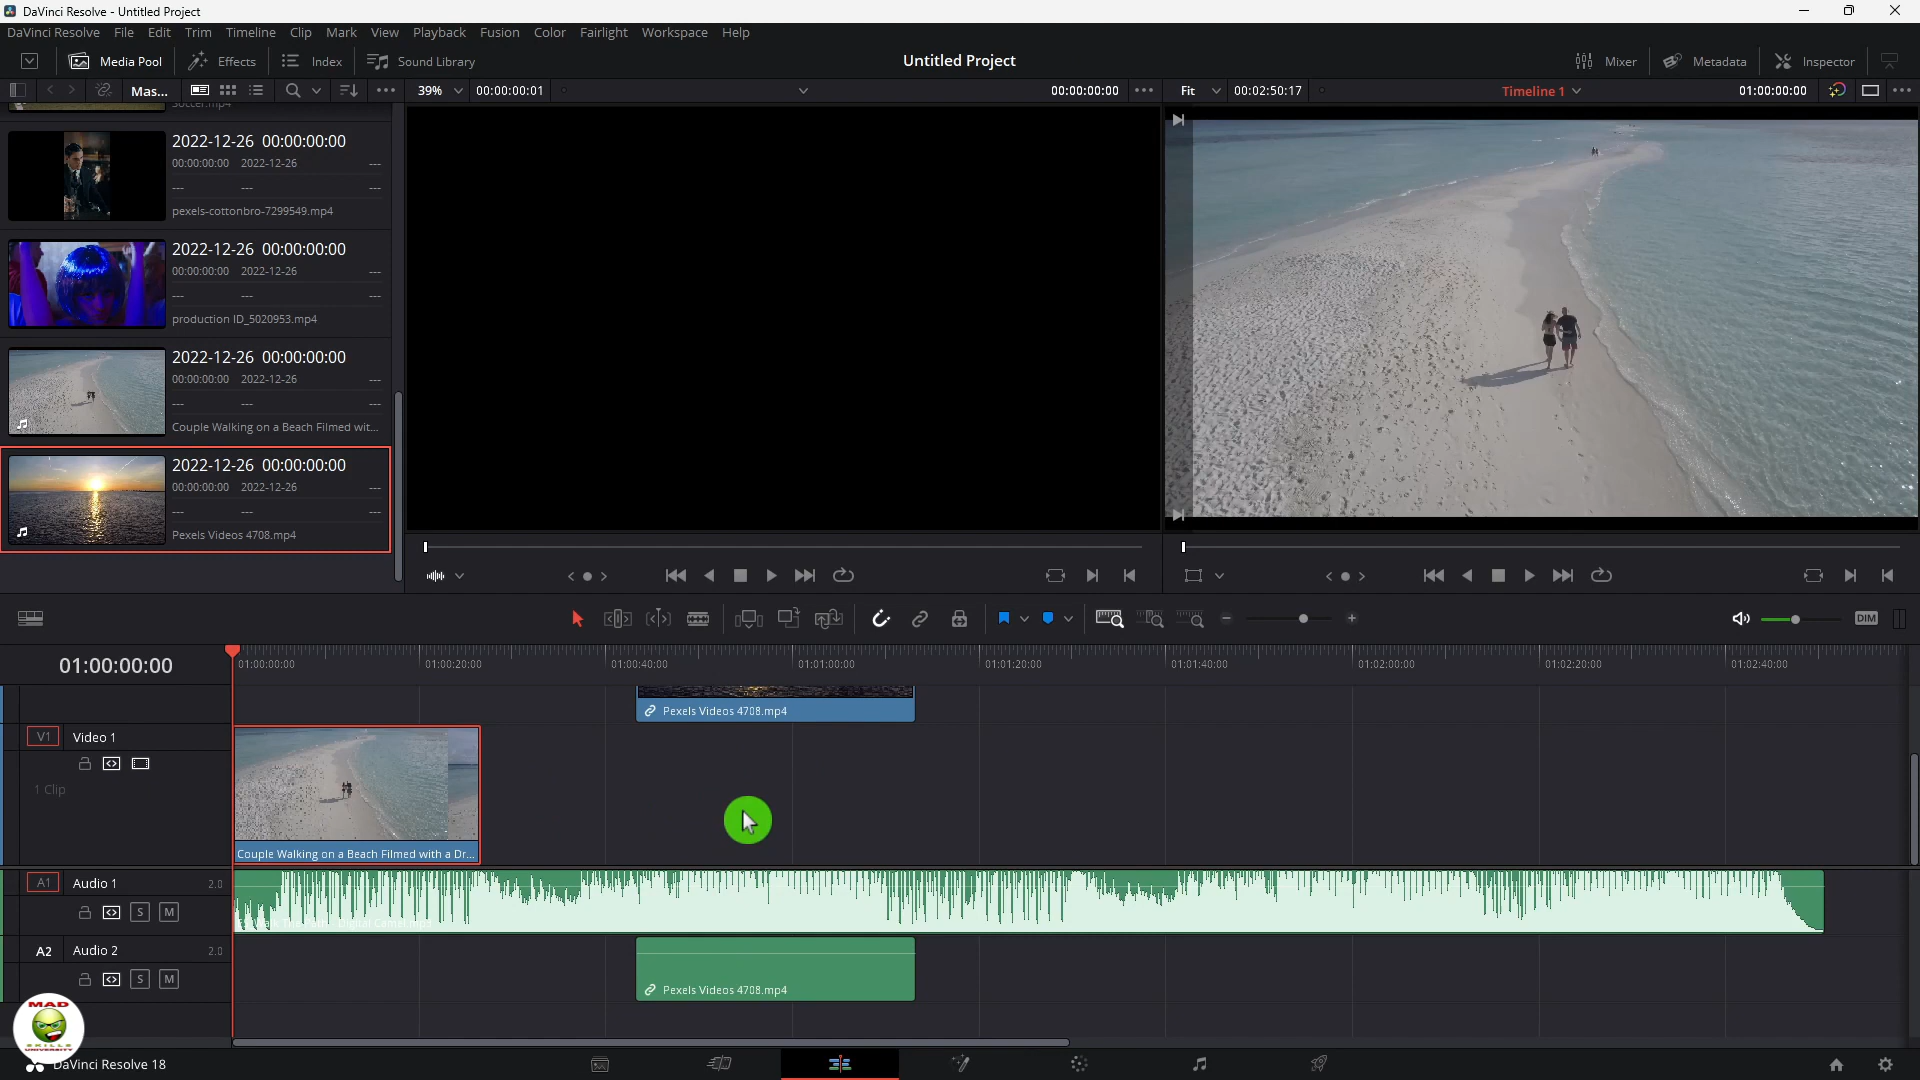 DaVinci Resolve - Untitled Project
DaVinci Resolve File Edit Trim Timeline Clip Mark View Playback Fusion Color Fairlight Workspace Help
Media Pool Effects Index Sound Library Untitled Project Mixer Metadata Inspector
Mas... 39% 00:00:00:01 00:00:00:00 Fit 00:02:50:17 Timeline 1 01:00:00:00
Soccer.mp4
2022-12-26 00:00:00:00
00:00:00:00 2022-12-26 ---
--- --- ---
pexels-cottonbro-7299549.mp4
2022-12-26 00:00:00:00
00:00:00:00 2022-12-26 ---
--- --- ---
production ID_5020953.mp4
2022-12-26 00:00:00:00
00:00:00:00 2022-12-26 ---
--- --- ---
Couple Walking on a Beach Filmed wit...
2022-12-26 00:00:00:00
00:00:00:00 2022-12-26 ---
--- --- ---
Pexels Videos 4708.mp4
DIM
01:00:00:00
01:00:00:00 01:00:20:00 01:00:40:00 01:01:00:00 01:01:20:00 01:01:40:00 01:02:00:00 01:02:20:00 01:02:40:00
Pexels Videos 4708.mp4
V1 Video 1
1 Clip
Couple Walking on a Beach Filmed with a Dr...
A1 Audio 1 2.0
S M
A2 Audio 2 2.0
S M
Pexels Videos 4708.mp4
MAD
SKILLS
UNIVERSITY
DaVinci Resolve 18